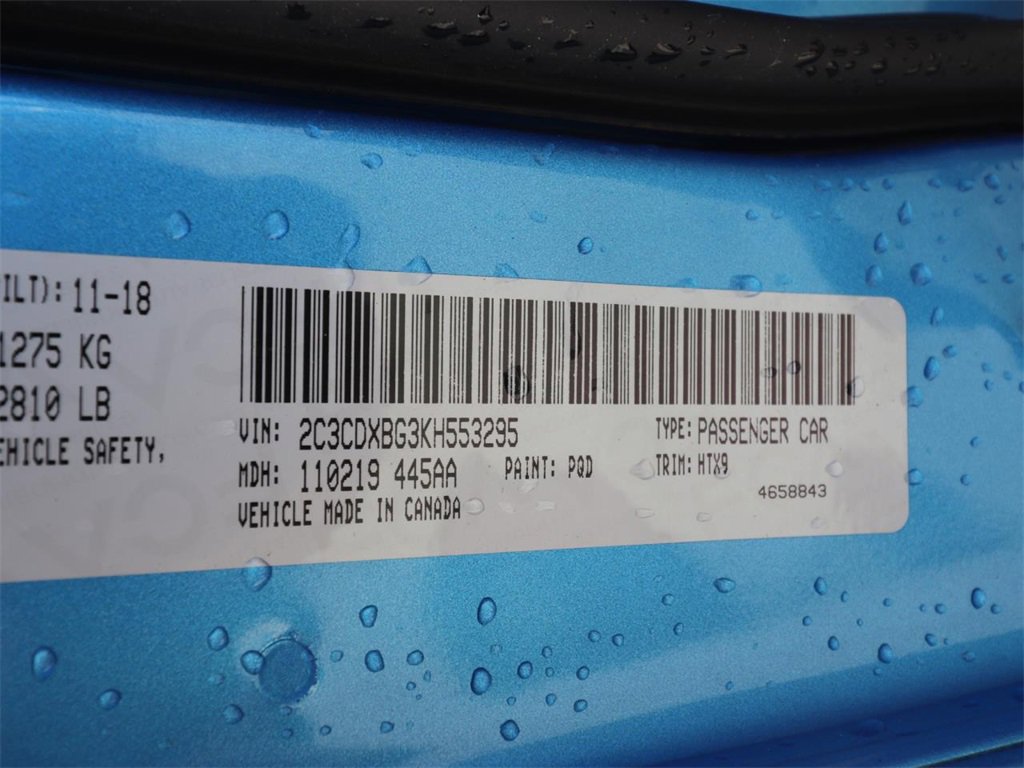 ILT): 11-18
1275 KG
2810 LB
EHICLE SAFETY,
VIN: 2C3CDXBG3KH553295
TYPE: PASSENGER CAR
MDH: 110219 445AA
PAINT: PQD
TRIM: HTX9
VEHICLE MADE IN CANADA
4658843